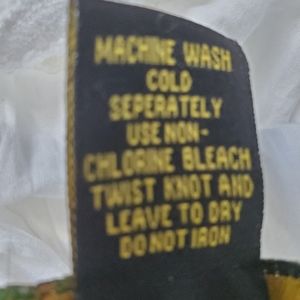 MACHINE WASH
COLD
SEPERATELY
USE NON-
CHLORINE BLEACH
TWIST KNOT AND
LEAVE TO DRY
DO NOT IRON